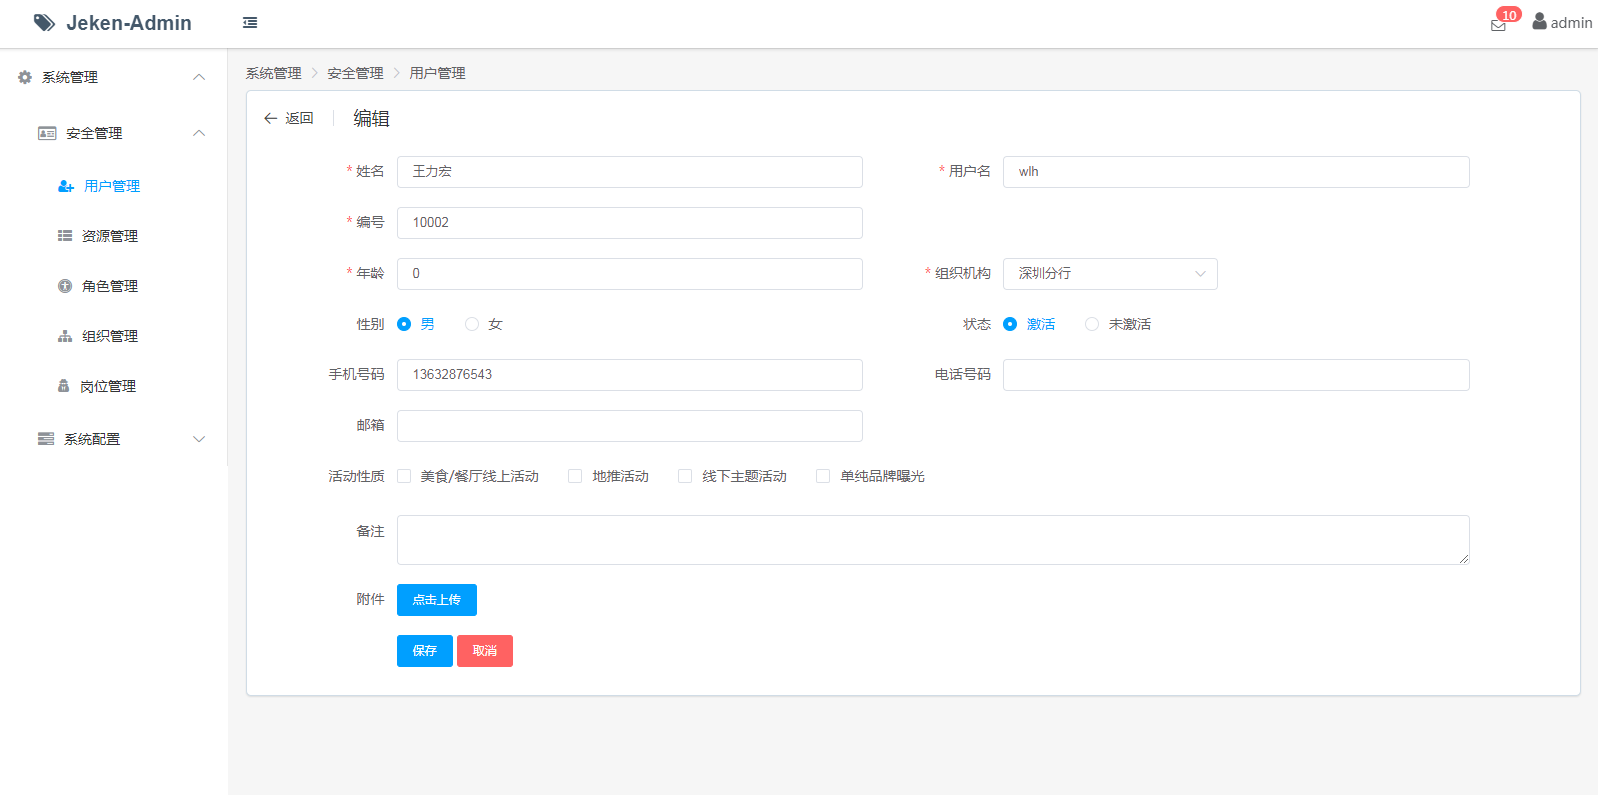 Jeken-Admin
10
admin
系统管理
安全管理
用户管理
资源管理
角色管理
组织管理
岗位管理
系统配置
系统管理 安全管理 用户管理
返回 编辑
* 姓名 王力宏 * 用户名 wlh
* 编号 10002
* 年龄 0 * 组织机构 深圳分行
性别 男 女 状态 激活 未激活
手机号码 13632876543 电话号码
邮箱
活动性质 美食/餐厅线上活动 地推活动 线下主题活动 单纯品牌曝光
备注
附件 点击上传
保存 取消